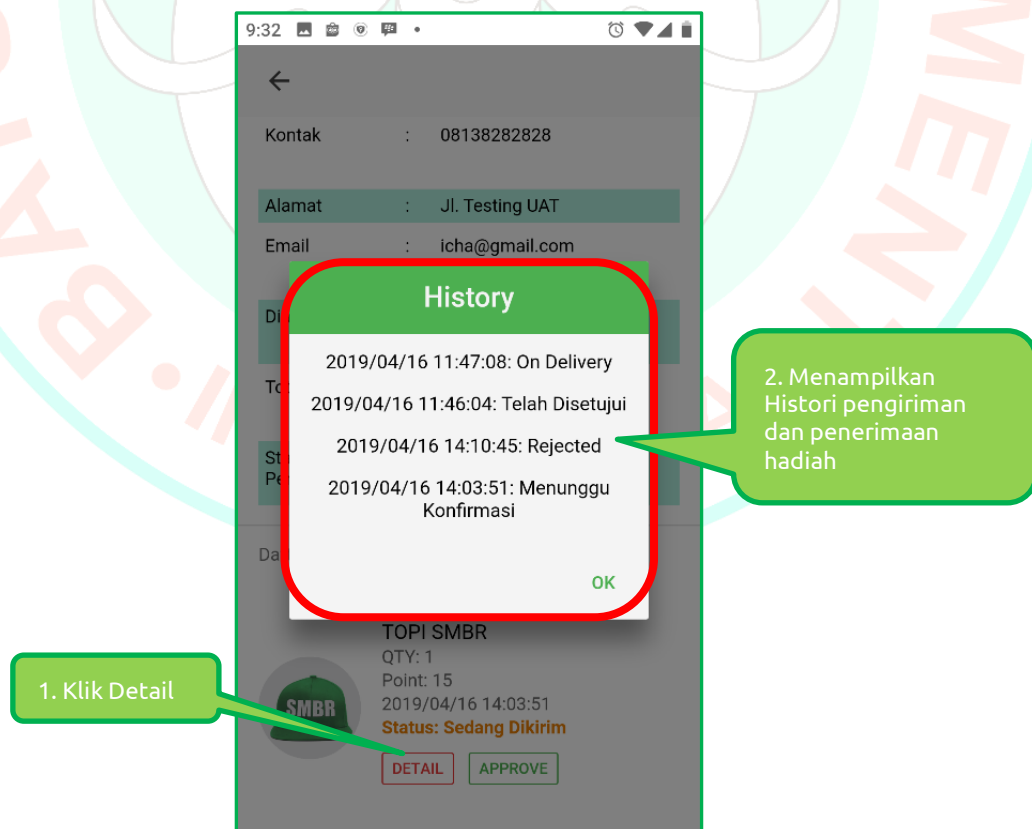 9:32
Kontak : 08138282828
Alamat : Jl. Testing UAT
Email : icha@gmail.com
History
2019/04/16 11:47:08: On Delivery
2019/04/16 11:46:04: Telah Disetujui
2019/04/16 14:10:45: Rejected
2019/04/16 14:03:51: Menunggu
Konfirmasi
OK
2. Menampilkan
Histori pengiriman
dan penerimaan
hadiah
TOPI SMBR
QTY: 1
Point: 15
2019/04/16 14:03:51
Status: Sedang Dikirim
DETAIL
APPROVE
SMBR
1. Klik Detail